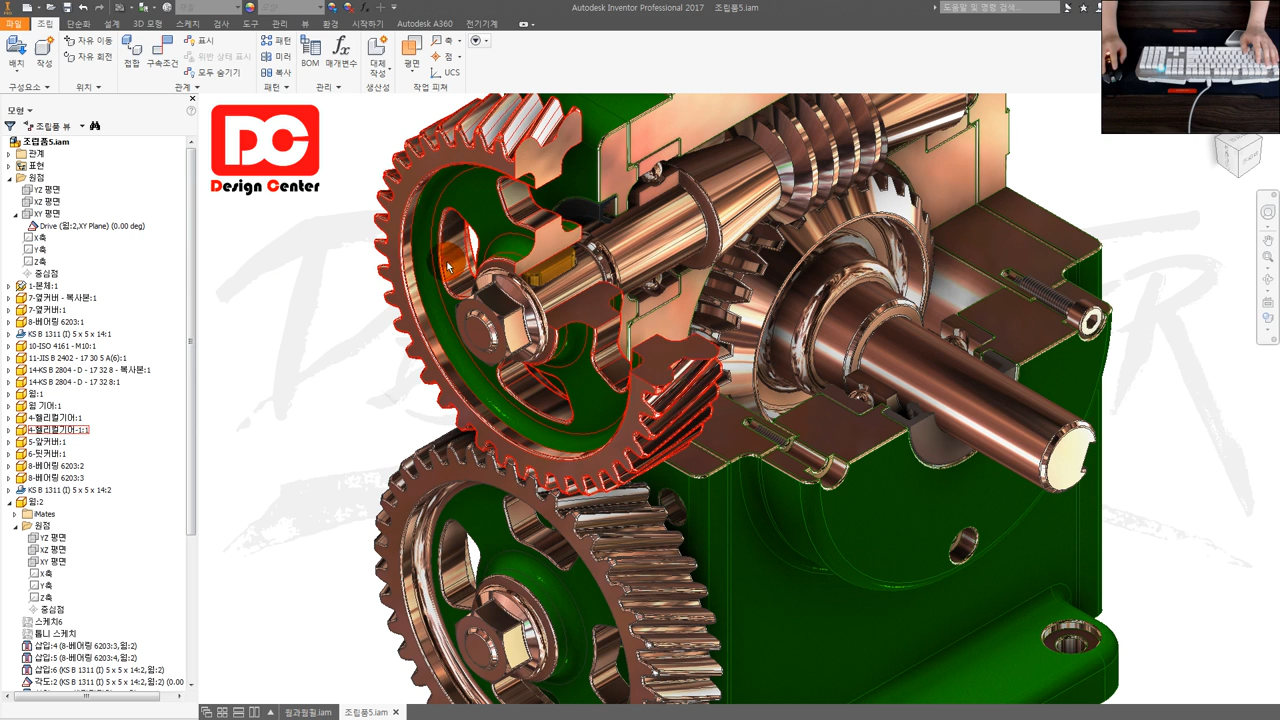 Autodesk Inventor Professional 2017 조립품5.iam
도움말 및 명령 검색...
파일 조립 단순화 설계 3D 모형 스케치 검사 도구 관리 뷰 환경 시작하기 Autodesk A360 전기기계
배치
작성
자유 이동
자유 회전
접합
구속조건
표시
위반 상태 표시
모두 숨기기
패턴
미러
복사
BOM
매개변수
대체 작성
평면
축
점
UCS
구성요소 위치 관계 패턴 관리 생산성 작업 피쳐
모형
조립품 뷰
조립품5.iam
관계
표현
원점
YZ 평면
XZ 평면
XY 평면
Drive (웜:2,XY Plane) (0.00 deg)
X축
Y축
Z축
중심점
1-본체:1
7-옆커버 - 복사본:1
7-옆커버:1
8-베어링 6203:1
KS B 1311 (I) 5 x 5 x 14:1
10-ISO 4161 - M10:1
11-JIS B 2402 - 17 30 5 A(6):1
14-KS B 2804 - D - 17 32 8 - 복사본:1
14-KS B 2804 - D - 17 32 8:1
웜:1
웜 기어:1
4-헬리컬기어:1
4-헬리컬기어-1:1
5-앞커버:1
6-뒷커버:1
8-베어링 6203:2
8-베어링 6203:3
KS B 1311 (I) 5 x 5 x 14:2
웜:2
iMates
원점
YZ 평면
XZ 평면
XY 평면
X축
Y축
Z축
중심점
스케치6
톱니 스케치
삽입:4 (8-베어링 6203:3,웜:2)
삽입:5 (8-베어링 6203:4,웜:2)
삽입:6 (KS B 1311 (I) 5 x 5 x 14:2,웜:2)
각도:2 (KS B 1311 (I) 5 x 5 x 14:2,웜:2) (0.00
DC
Design Center
웜과웜휠.iam 조립품5.iam